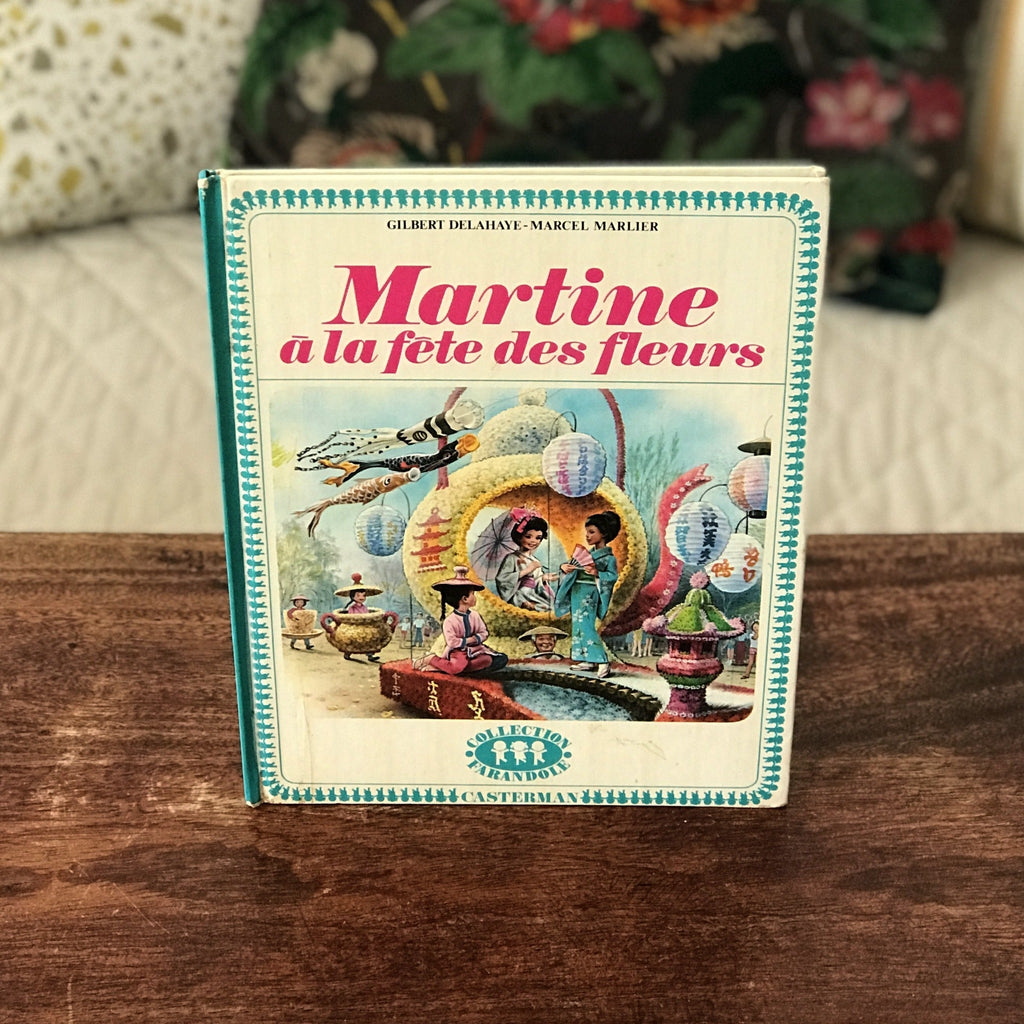 GILBERT DELAHAYE - MARCEL MARLIER
Martine
à la fête des fleurs
COLLECTION
FARANDOLE
CASTERMAN